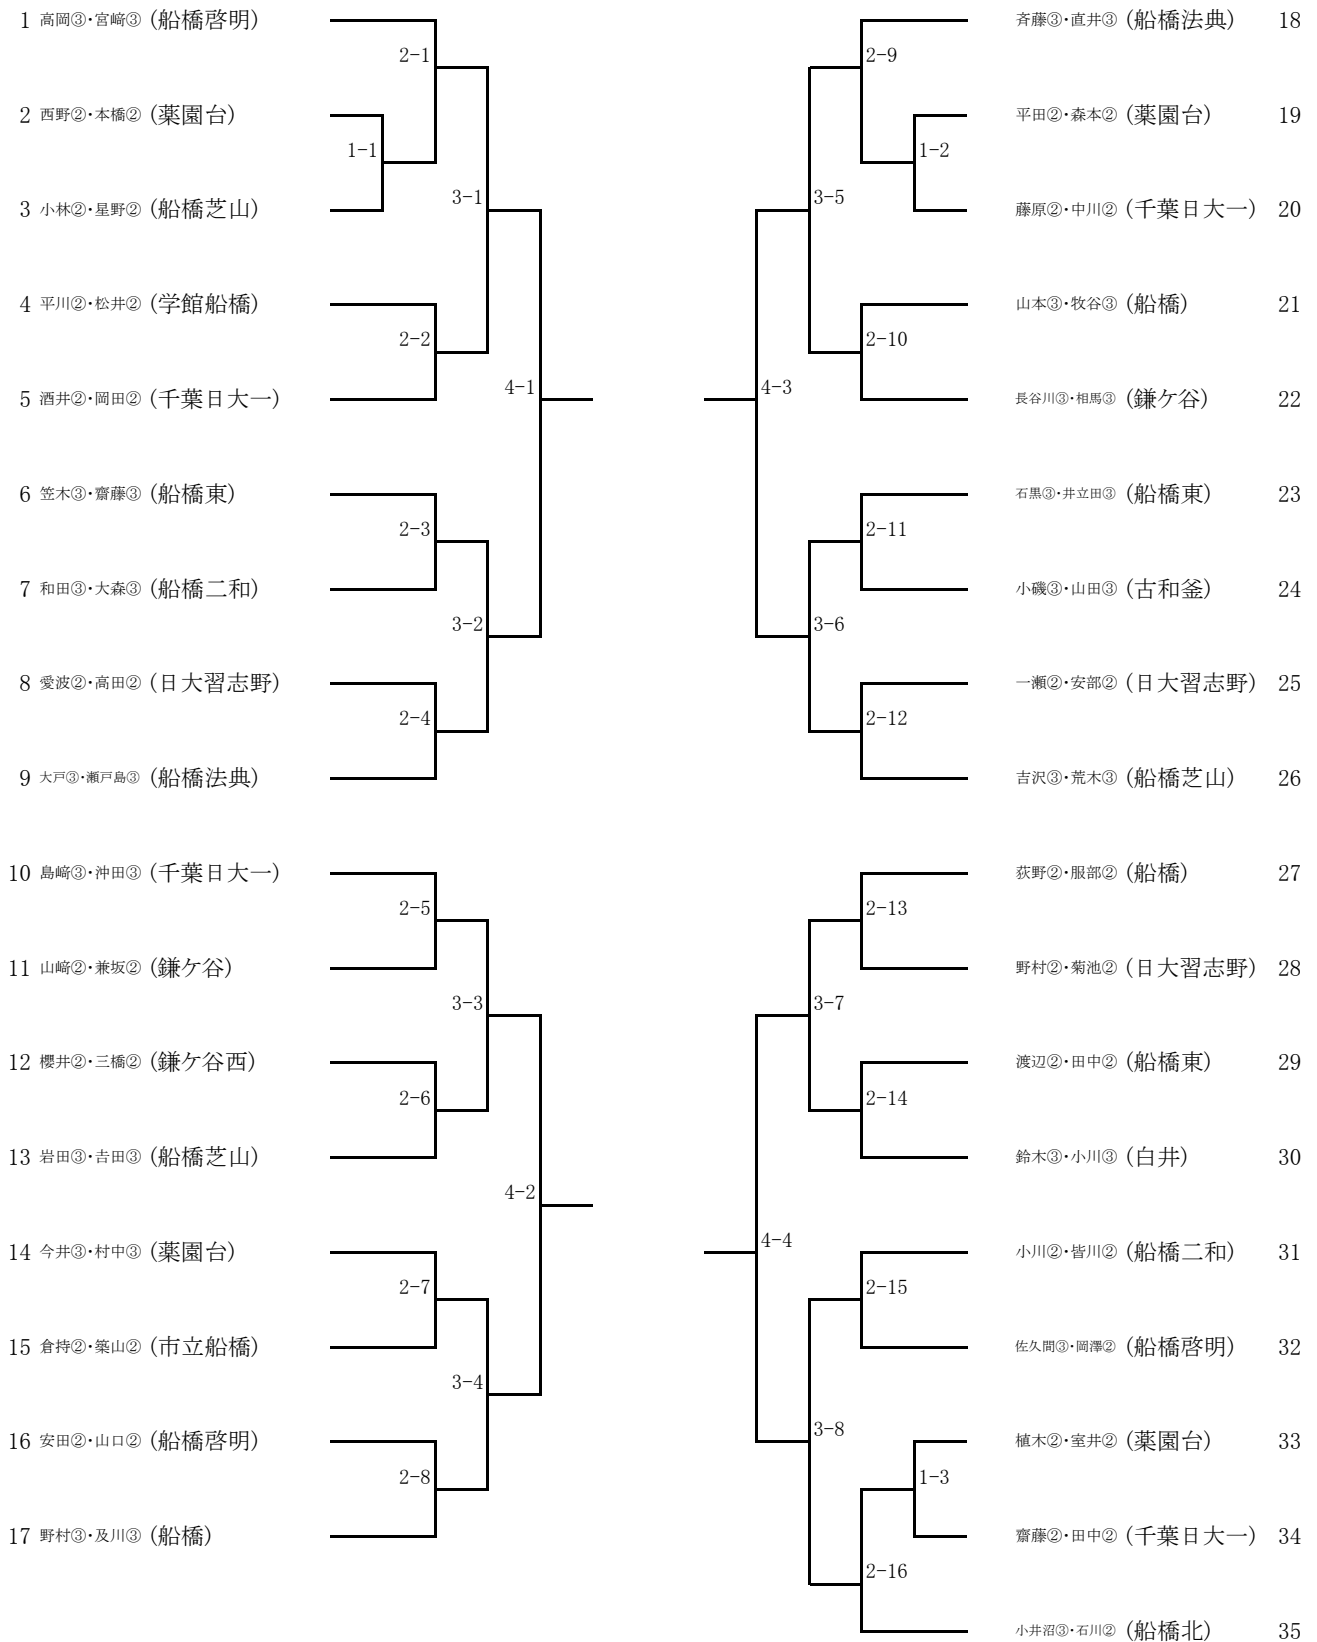 1 高岡③・宮﨑③ (船橋啓明)
2-1
2 西野②・本橋② (薬園台)
1-1
3 小林②・星野② (船橋芝山)
3-1
4 平川②・松井② (学館船橋)
2-2
5 酒井②・岡田② (千葉日大一)
4-1
6 笠木③・齋藤③ (船橋東)
2-3
7 和田③・大森③ (船橋二和)
3-2
8 愛波②・高田② (日大習志野)
2-4
9 大戸③・瀬戸島③ (船橋法典)
10 島﨑③・沖田③ (千葉日大一)
2-5
11 山﨑②・兼坂② (鎌ケ谷)
3-3
12 櫻井②・三橋② (鎌ケ谷西)
2-6
13 岩田③・𠮷田③ (船橋芝山)
4-2
14 今井③・村中③ (薬園台)
2-7
15 倉持②・築山② (市立船橋)
3-4
16 安田②・山口② (船橋啓明)
2-8
17 野村③・及川③ (船橋)
斉藤③・直井③ (船橋法典) 18
2-9
平田②・森本② (薬園台) 19
1-2
3-5
藤原②・中川② (千葉日大一) 20
山本③・牧谷③ (船橋) 21
2-10
4-3
長谷川③・相馬③ (鎌ケ谷) 22
石黒③・井立田③ (船橋東) 23
2-11
小磯③・山田③ (古和釜) 24
3-6
一瀬②・安部② (日大習志野) 25
2-12
吉沢③・荒木③ (船橋芝山) 26
荻野②・服部② (船橋) 27
2-13
野村②・菊池② (日大習志野) 28
3-7
渡辺②・田中② (船橋東) 29
2-14
鈴木③・小川③ (白井) 30
4-4
小川②・皆川② (船橋二和) 31
2-15
佐久間③・岡澤② (船橋啓明) 32
3-8
植木②・室井② (薬園台) 33
1-3
齋藤②・田中② (千葉日大一) 34
2-16
小井沼③・石川② (船橋北) 35